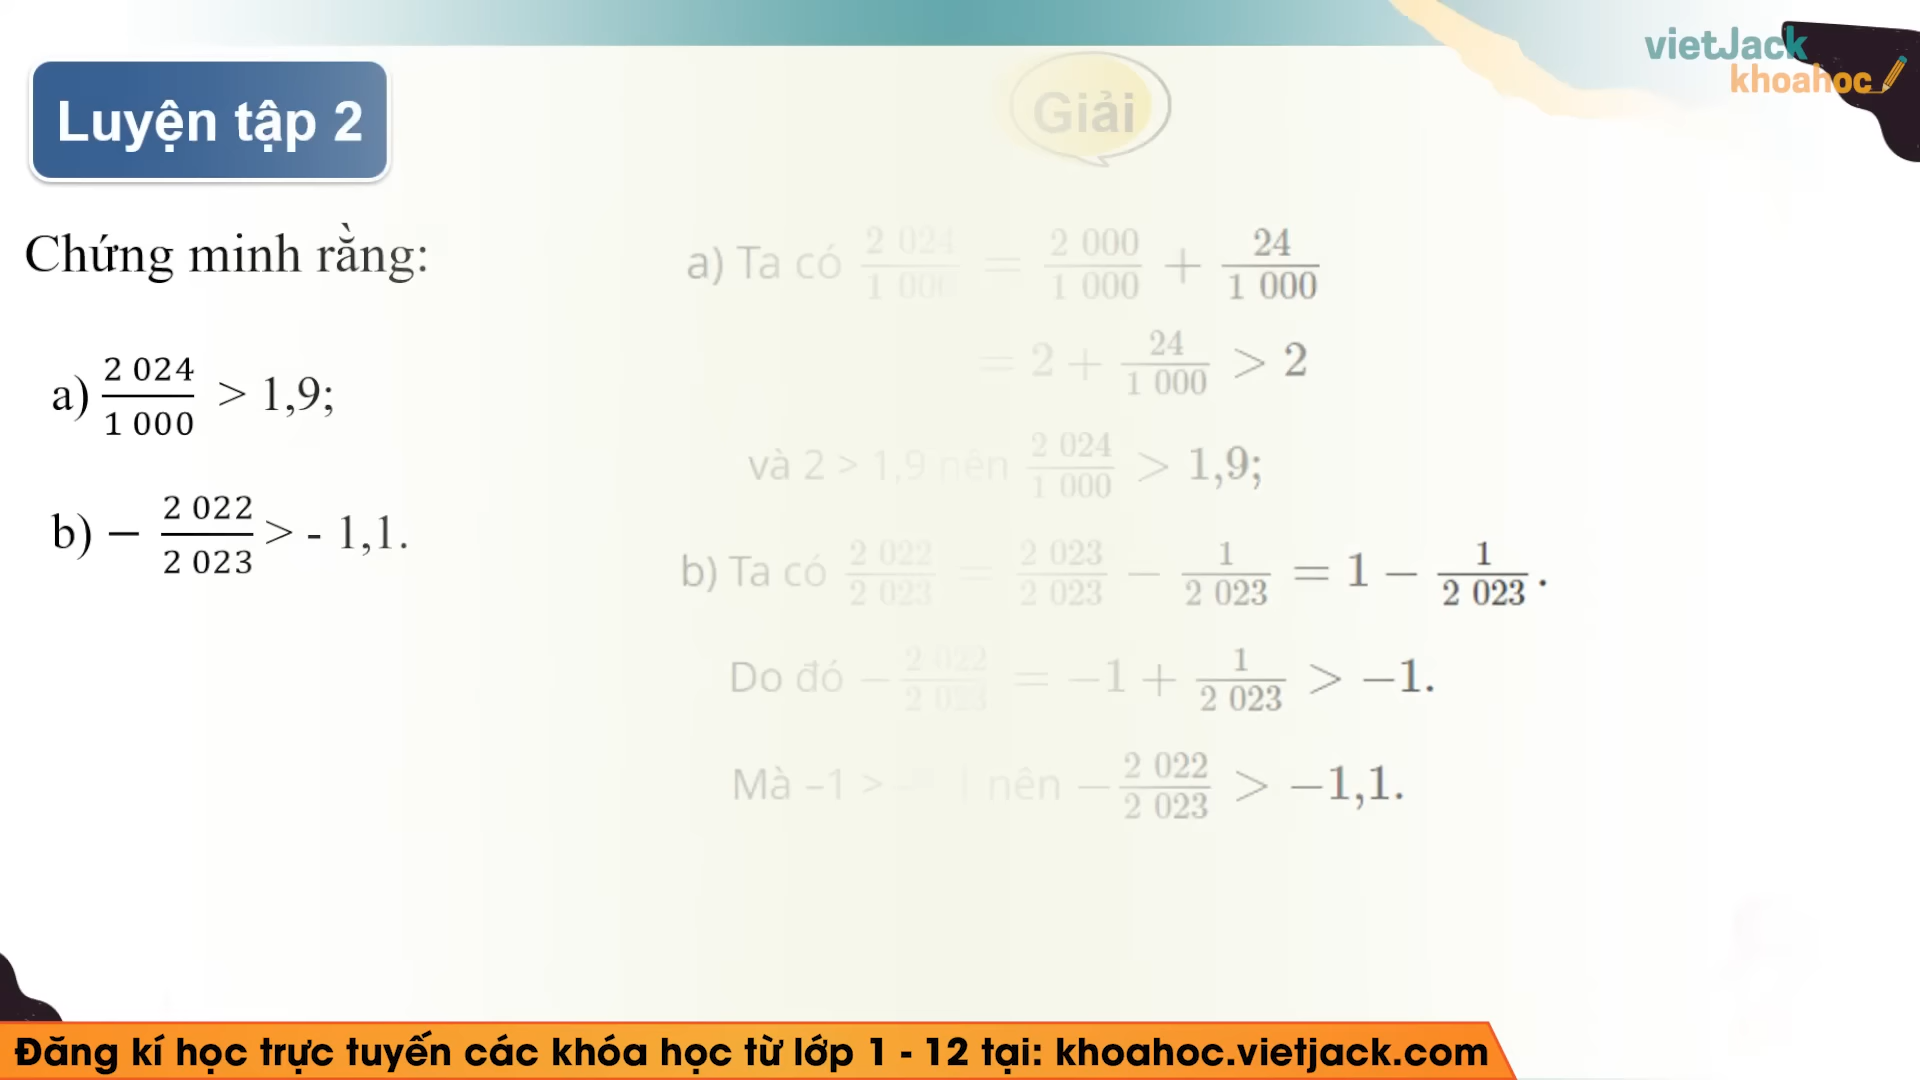 vietJack
khoahoc
Luyện tập 2
Giải
Chứng minh rằng:
a) 2 024/1 000 > 1,9;
b) − 2 022/2 023 > - 1,1.
a) Ta có 2 024/1 000 = 2 000/1 000 + 24/1 000
= 2 + 24/1 000 > 2
và 2 > 1,9 nên 2 024/1 000 > 1,9;
b) Ta có 2 022/2 023 = 2 023/2 023 − 1/2 023 = 1 − 1/2 023.
Do đó −2 022/2 023 = −1 + 1/2 023 > −1.
Mà –1 > nên −2 022/2 023 > −1,1.
Đăng kí học trực tuyến các khóa học từ lớp 1 - 12 tại: khoahoc.vietjack.com